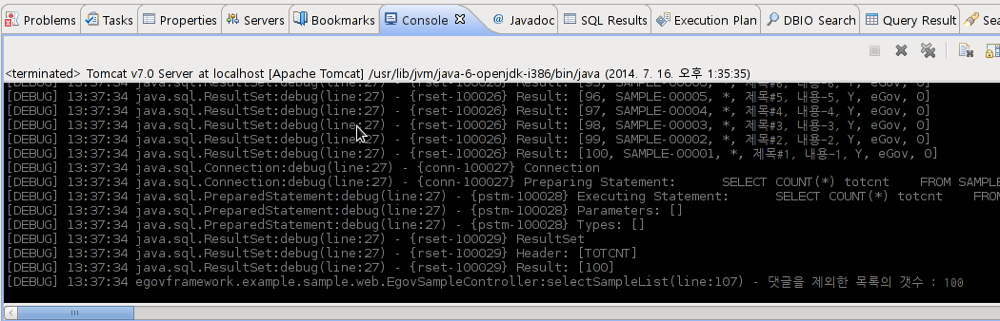 Problems Tasks Properties Servers Bookmarks Console @ Javadoc SQL Results Execution Plan DBIO Search Query Result Sea
<terminated> Tomcat v7.0 Server at localhost [Apache Tomcat] /usr/lib/jvm/java-6-openjdk-i386/bin/java (2014. 7. 16. 오후 1:35:35)
[DEBUG] 13:37:34 java.sql.ResultSet:debug(line:27) - {rset-100026} Result: [95, SAMPLE-00006, *, 제목#6, 내용-6, Y, eGov, 0]
[DEBUG] 13:37:34 java.sql.ResultSet:debug(line:27) - {rset-100026} Result: [96, SAMPLE-00005, *, 제목#5, 내용-5, Y, eGov, 0]
[DEBUG] 13:37:34 java.sql.ResultSet:debug(line:27) - {rset-100026} Result: [97, SAMPLE-00004, *, 제목#4, 내용-4, Y, eGov, 0]
[DEBUG] 13:37:34 java.sql.ResultSet:debug(line:27) - {rset-100026} Result: [98, SAMPLE-00003, *, 제목#3, 내용-3, Y, eGov, 0]
[DEBUG] 13:37:34 java.sql.ResultSet:debug(line:27) - {rset-100026} Result: [99, SAMPLE-00002, *, 제목#2, 내용-2, Y, eGov, 0]
[DEBUG] 13:37:34 java.sql.ResultSet:debug(line:27) - {rset-100026} Result: [100, SAMPLE-00001, *, 제목#1, 내용-1, Y, eGov, 0]
[DEBUG] 13:37:34 java.sql.Connection:debug(line:27) - {conn-100027} Connection
[DEBUG] 13:37:34 java.sql.Connection:debug(line:27) - {conn-100027} Preparing Statement: SELECT COUNT(*) totcnt FROM SAMPLE
[DEBUG] 13:37:34 java.sql.PreparedStatement:debug(line:27) - {pstm-100028} Executing Statement: SELECT COUNT(*) totcnt FROM
[DEBUG] 13:37:34 java.sql.PreparedStatement:debug(line:27) - {pstm-100028} Parameters: []
[DEBUG] 13:37:34 java.sql.PreparedStatement:debug(line:27) - {pstm-100028} Types: []
[DEBUG] 13:37:34 java.sql.ResultSet:debug(line:27) - {rset-100029} ResultSet
[DEBUG] 13:37:34 java.sql.ResultSet:debug(line:27) - {rset-100029} Header: [TOTCNT]
[DEBUG] 13:37:34 java.sql.ResultSet:debug(line:27) - {rset-100029} Result: [100]
[DEBUG] 13:37:34 egovframework.example.sample.web.EgovSampleController:selectSampleList(line:107) - 댓글을 제외한 목록의 갯수 : 100